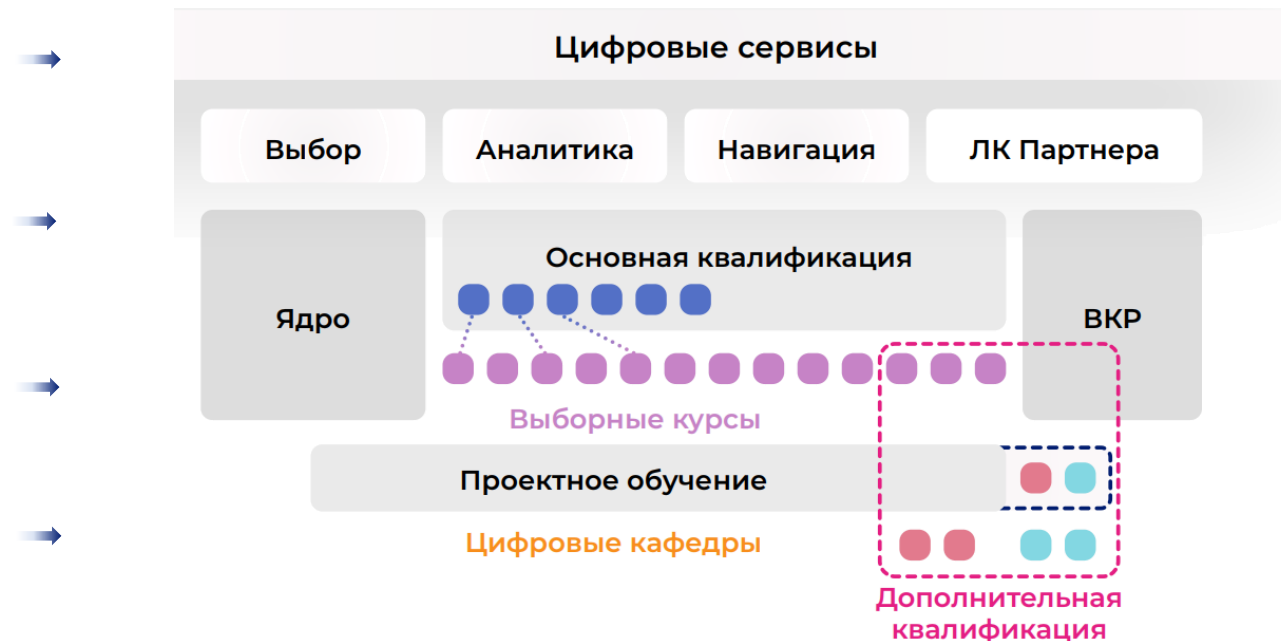 Цифровые сервисы
Выбор
Аналитика
Навигация
ЛК Партнера
Основная квалификация
Ядро
ВКР
Выборные курсы
Проектное обучение
Цифровые кафедры
Дополнительная
квалификация